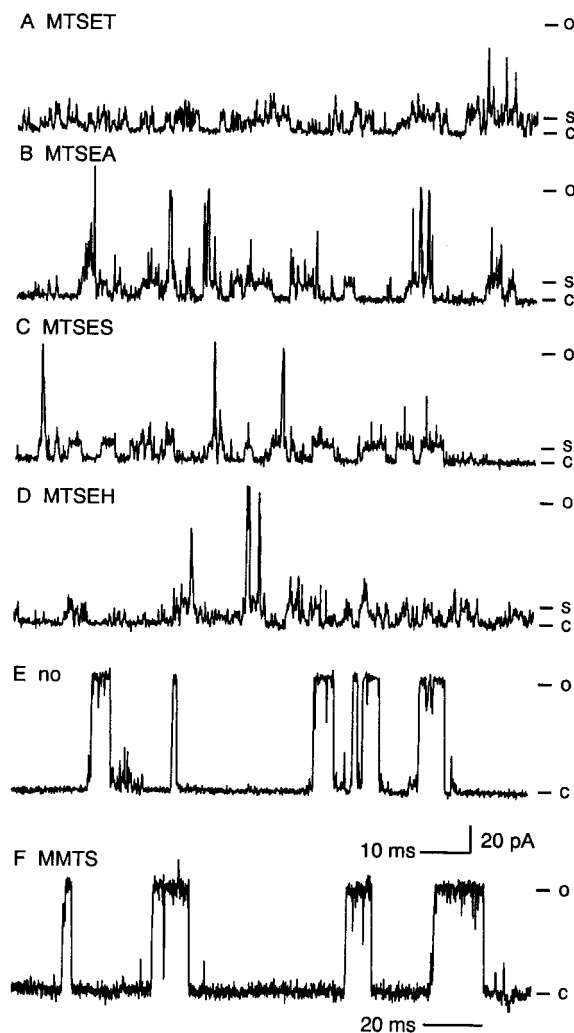 A MTSET
– O
– S
– C
B MTSEA
– O
– S
– C
C MTSES
– O
– S
– C
D MTSEH
– O
– S
– C
E no
– O
– C
10 ms
20 pA
F MMTS
– O
– C
20 ms